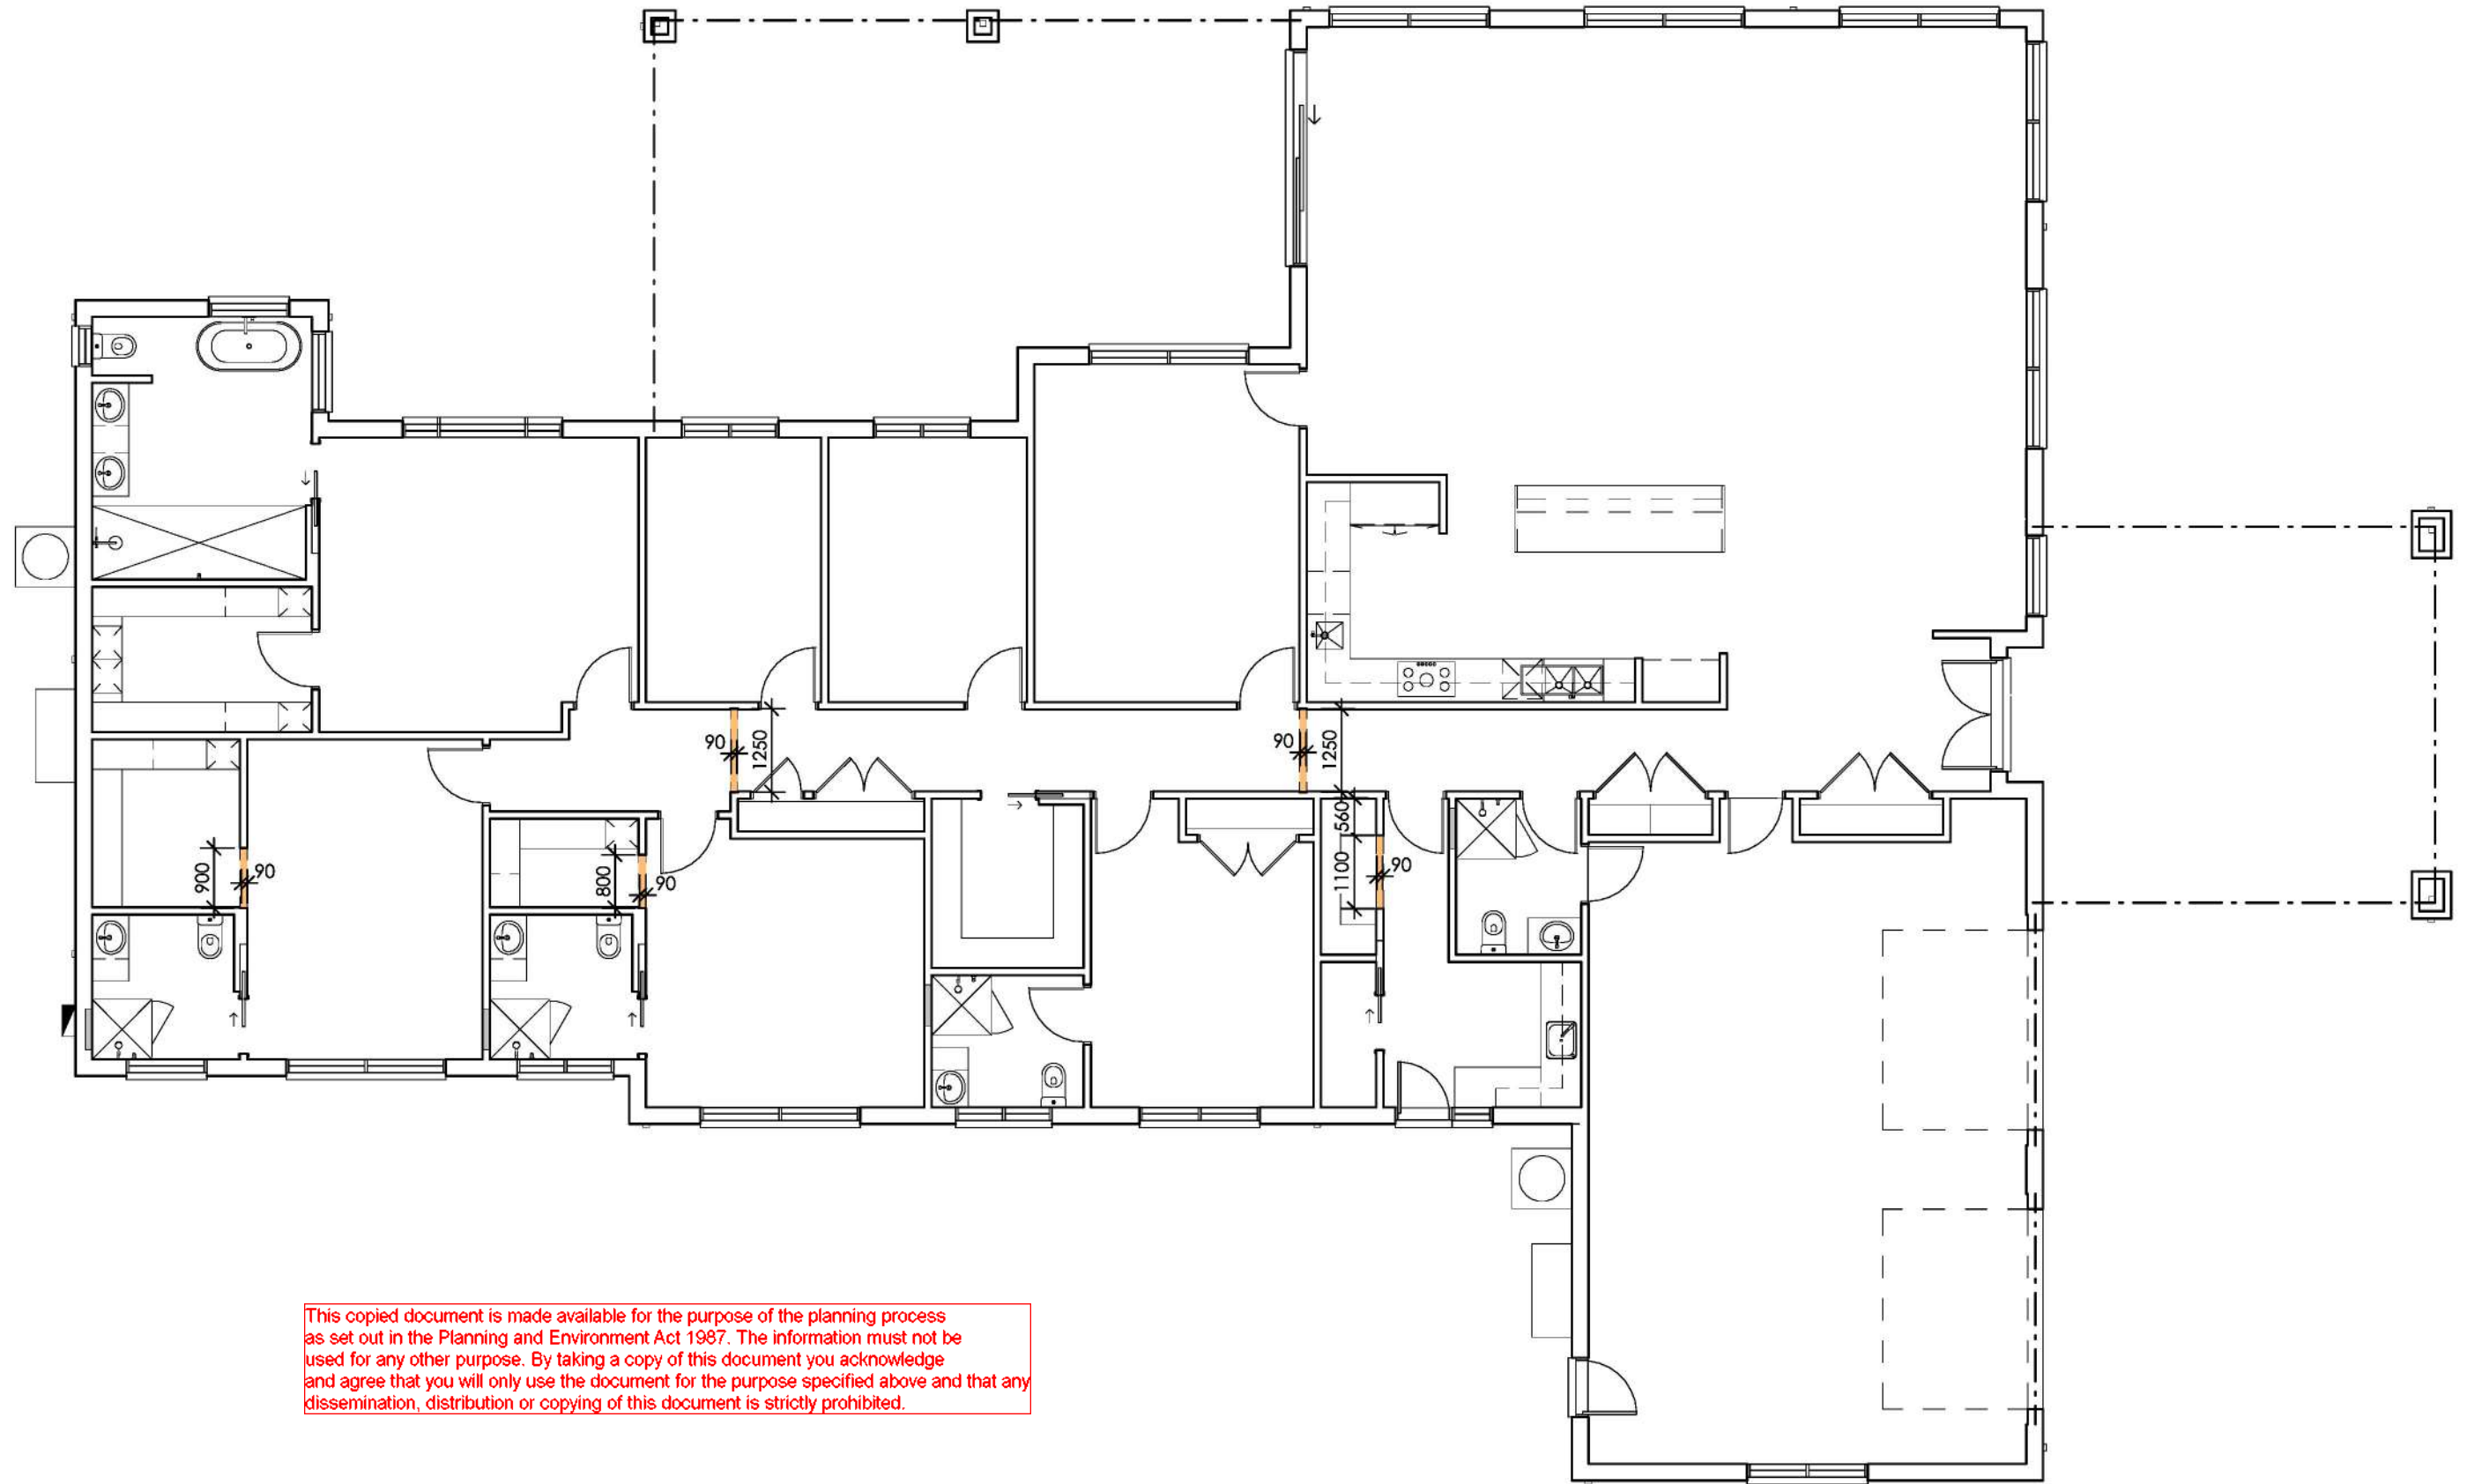 90
1250
90
1250
560
1100
90
900
90
800
90
This copied document is made available for the purpose of the planning process
as set out in the Planning and Environment Act 1987. The information must not be
used for any other purpose. By taking a copy of this document you acknowledge
and agree that you will only use the document for the purpose specified above and that any
dissemination, distribution or copying of this document is strictly prohibited.